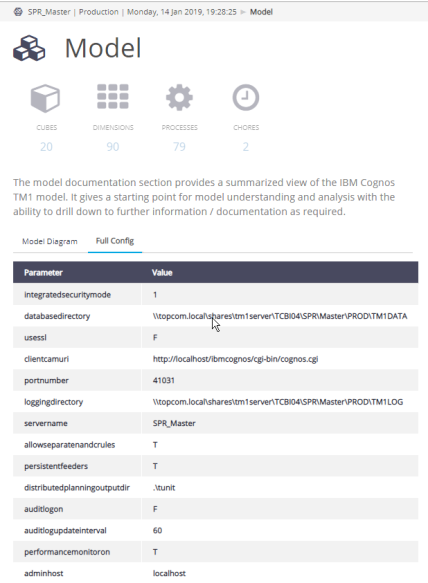 SPR_Master | Production | Monday, 14 Jan 2019, 19:28:25 ▶ Model
Model
CUBES DIMENSIONS PROCESSES CHORES
20 90 79 2
The model documentation section provides a summarized view of the IBM Cognos
TM1 model. It gives a starting point for model understanding and analysis with the
ability to drill down to further information / documentation as required.
Model Diagram Full Config
Parameter Value
integratedsecuritymode 1
databasedirectory \\topcom.local\shares\tm1server\TCBI04\SPR\Master\PROD\TM1DATA
usessl F
clientcamuri http://localhost/ibmcognos/cgi-bin/cognos.cgi
portnumber 41031
loggingdirectory \\topcom.local\shares\tm1server\TCBI04\SPR\Master\PROD\TM1LOG
servername SPR_Master
allowseparatenandcrules T
persistentfeeders T
distributedplanningoutputdir .\tunit
auditlogon F
auditlogupdateinterval 60
performancemonitoron T
adminhost localhost